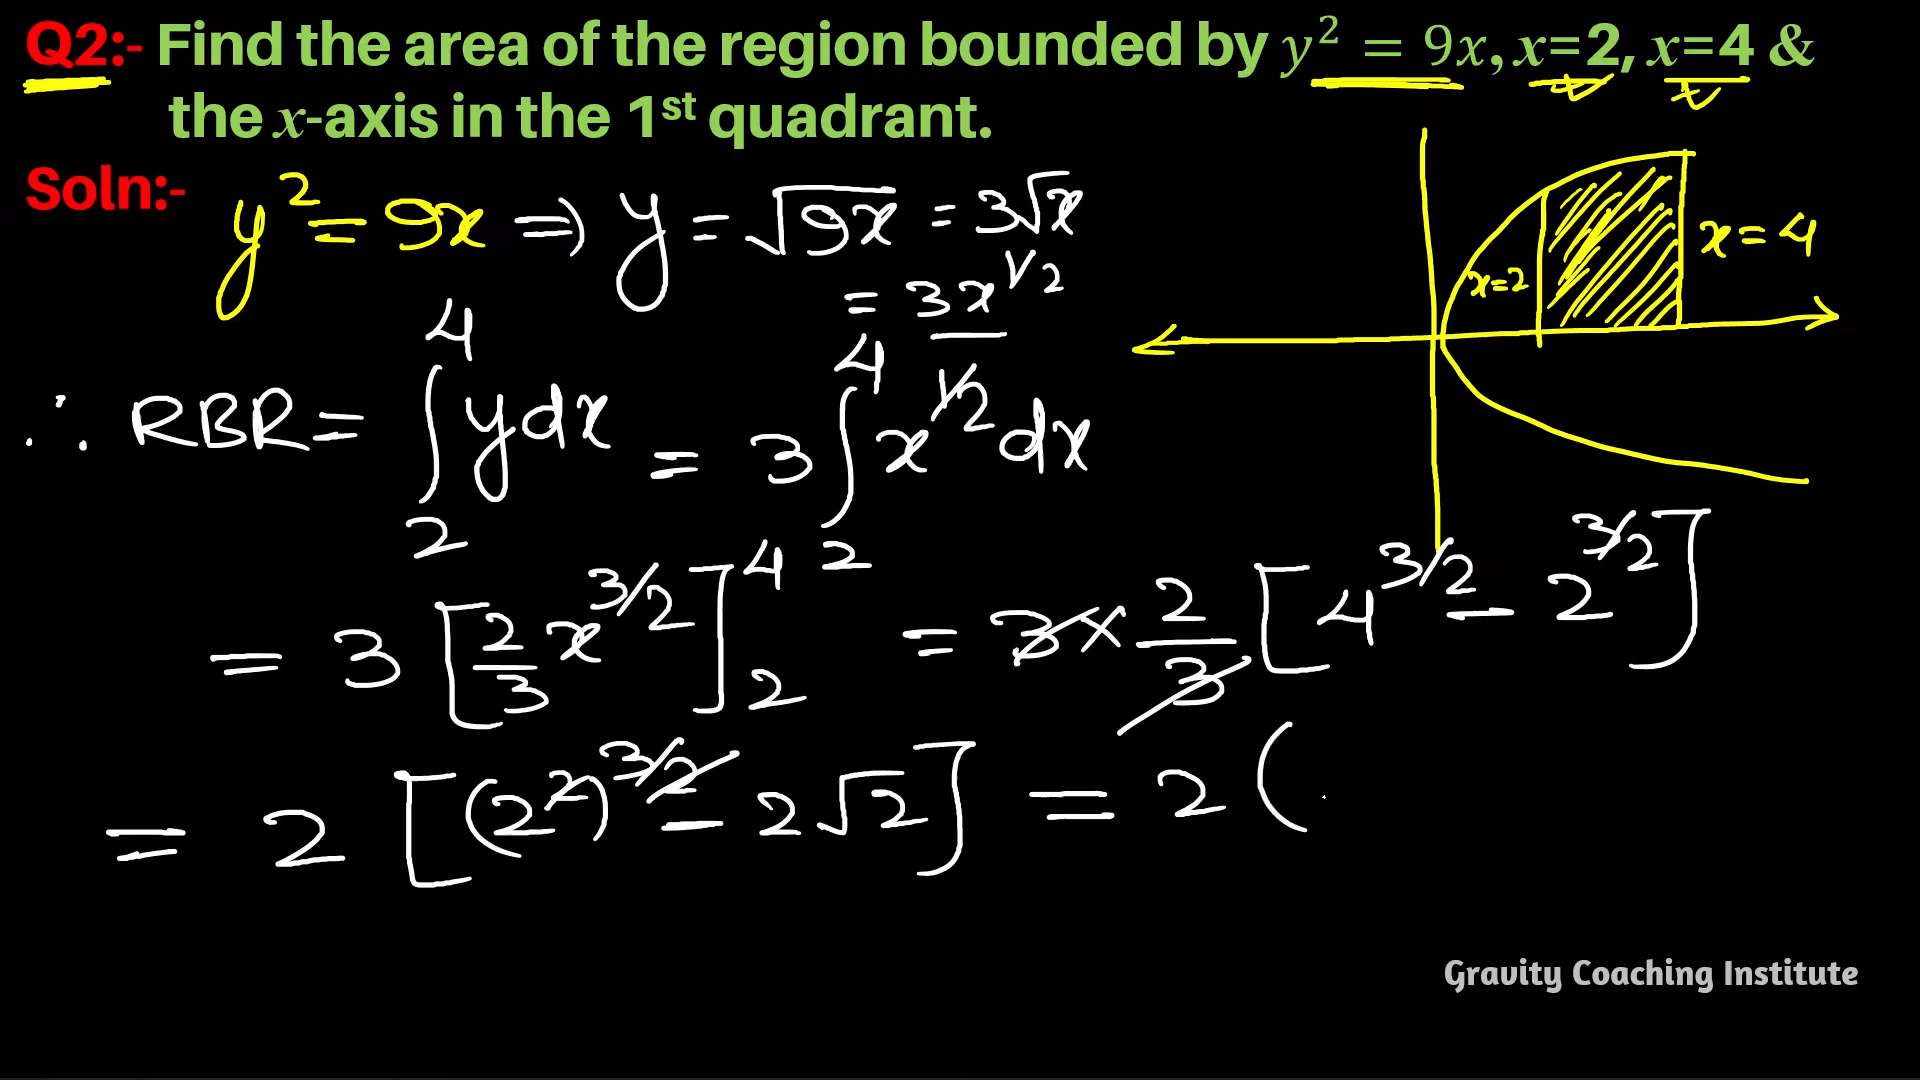 Q2:- Find the area of the region bounded by y² = 9x, x=2, x=4 &
the x-axis in the 1st quadrant.
Soln:-
y² = 9x ⇒ y = √9x = 3√x
= 3x^1/2
x=2
x = 4
∴ RBR = ∫₂⁴ ydx = 3 ∫₂⁴ x^1/2 dx
= 3 [2/3 x^3/2]₂⁴ = 3 × 2/3 [4^3/2 - 2^3/2]
= 2 [(2²)^3/2 - 2√2] = 2 (
Gravity Coaching Institute